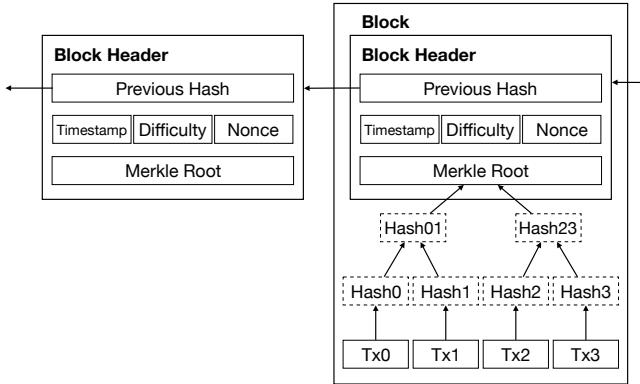 Block
Block Header
Previous Hash
Timestamp Difficulty Nonce
Merkle Root
Block Header
Previous Hash
Timestamp Difficulty Nonce
Merkle Root
Hash01 Hash23
Hash0 Hash1 Hash2 Hash3
Tx0 Tx1 Tx2 Tx3